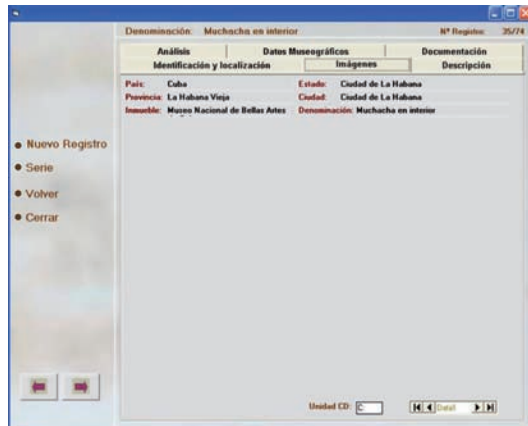 Denominación: Muchacha en interior Nº Registro: 35/74
Análisis Datos Museográficos Documentación
Identificación y localización Imágenes Descripción
País: Cuba Estado: Ciudad de La Habana
Provincia: La Habana Vieja Ciudad: Ciudad de La Habana
Inmueble: Museo Nacional de Bellas Artes Denominación: Muchacha en interior
Nuevo Registro
Serie
Volver
Cerrar
Unidad CD: C: